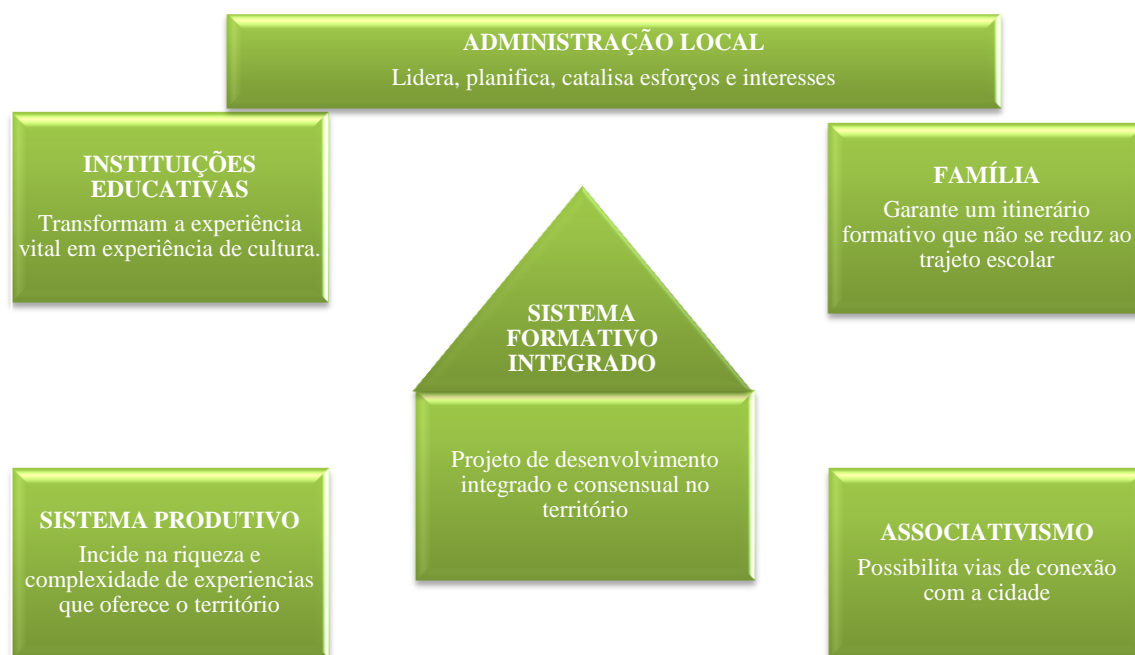 ADMINISTRAÇÃO LOCAL
Lidera, planifica, catalisa esforços e interesses
INSTITUIÇÕES
EDUCATIVAS
Transformam a experiência
vital em experiência de cultura.
FAMÍLIA
Garante um itinerário
formativo que não se reduz ao
trajeto escolar
SISTEMA
FORMATIVO
INTEGRADO
Projeto de desenvolvimento
integrado e consensual no
território
SISTEMA PRODUTIVO
Incide na riqueza e
complexidade de experiencias
que oferece o território
ASSOCIATIVISMO
Possibilita vias de conexão
com a cidade